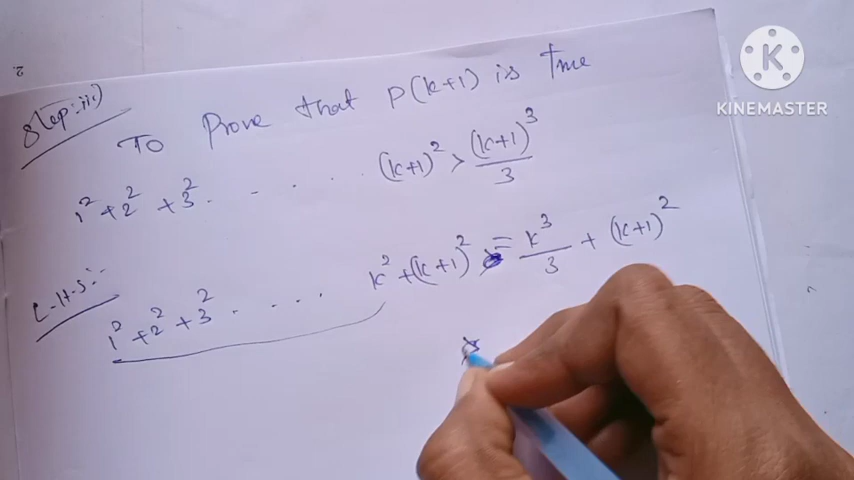 Step:iii)
To Prove that P(k+1) is True
1² + 2² + 3² . - . . . . (k+1)² > (k+1)³/3
L-H-S:-
1² + 2² + 3² . . . . . k² + (k+1)² = k³/3 + (k+1)²
K
KINEMASTER
2.